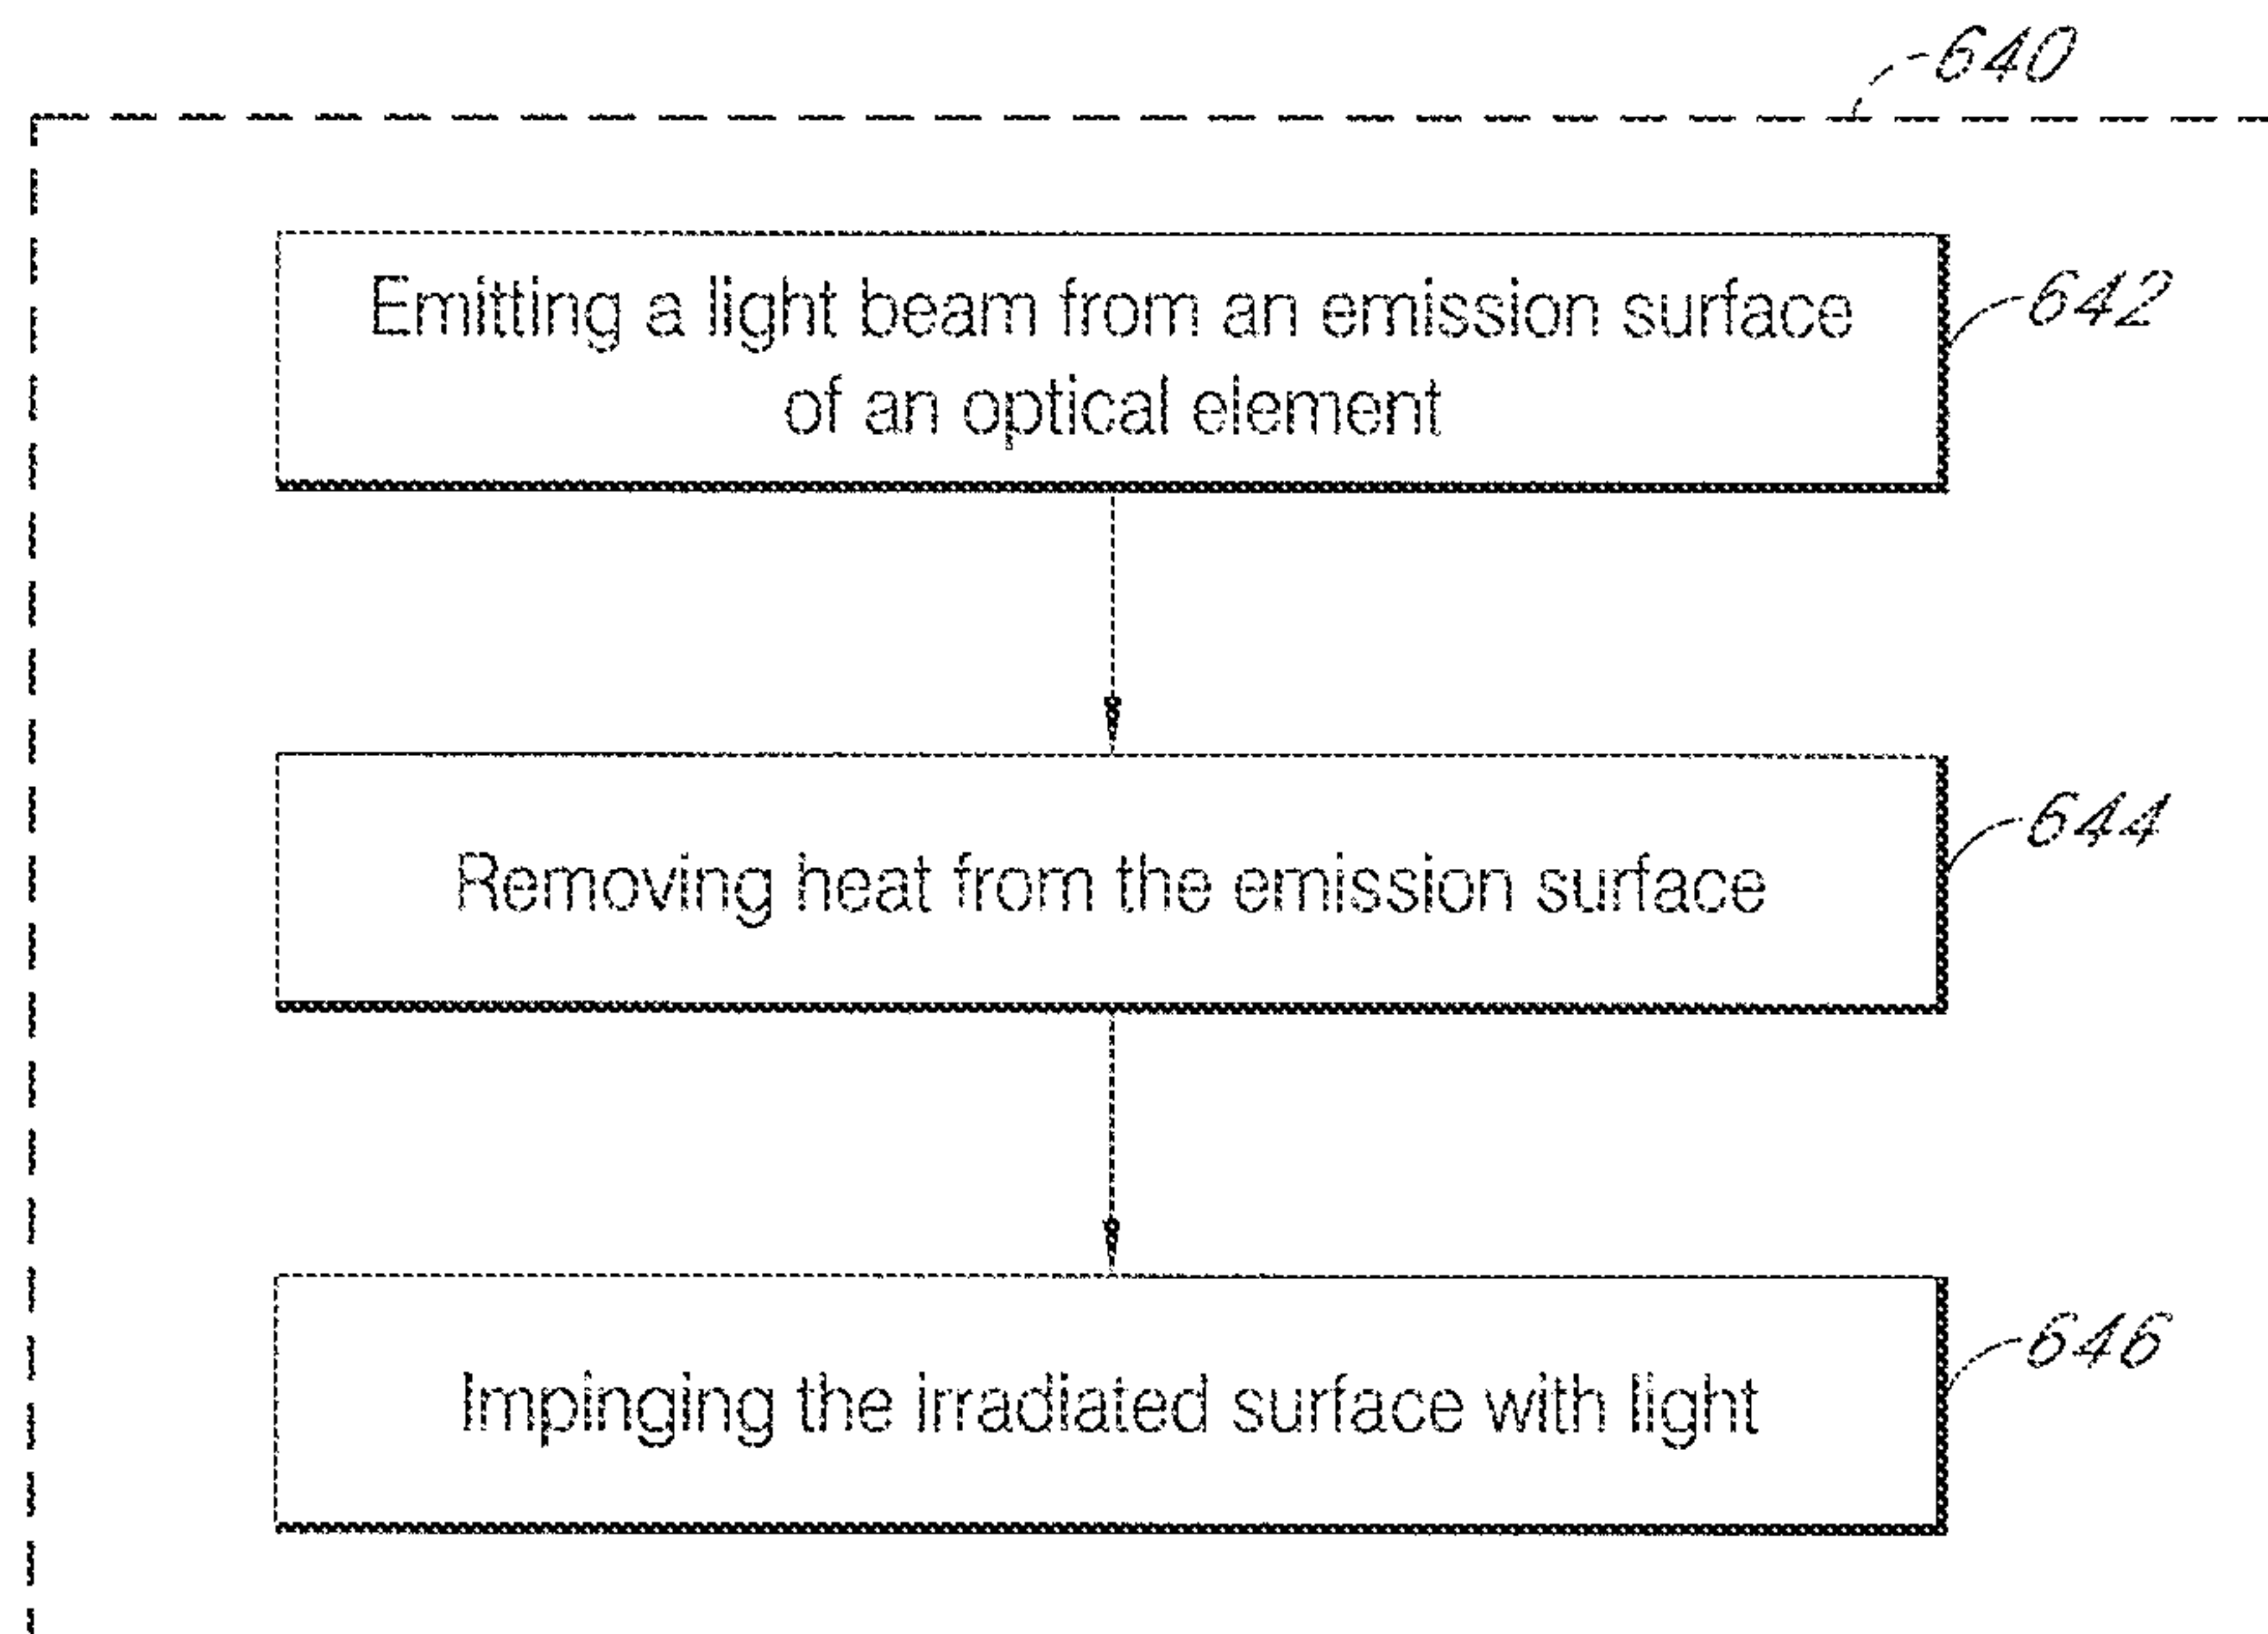 640
Emitting a light beam from an emission surface
of an optical element
642
Removing heat from the emission surface
644
Impinging the irradiated surface with light
646